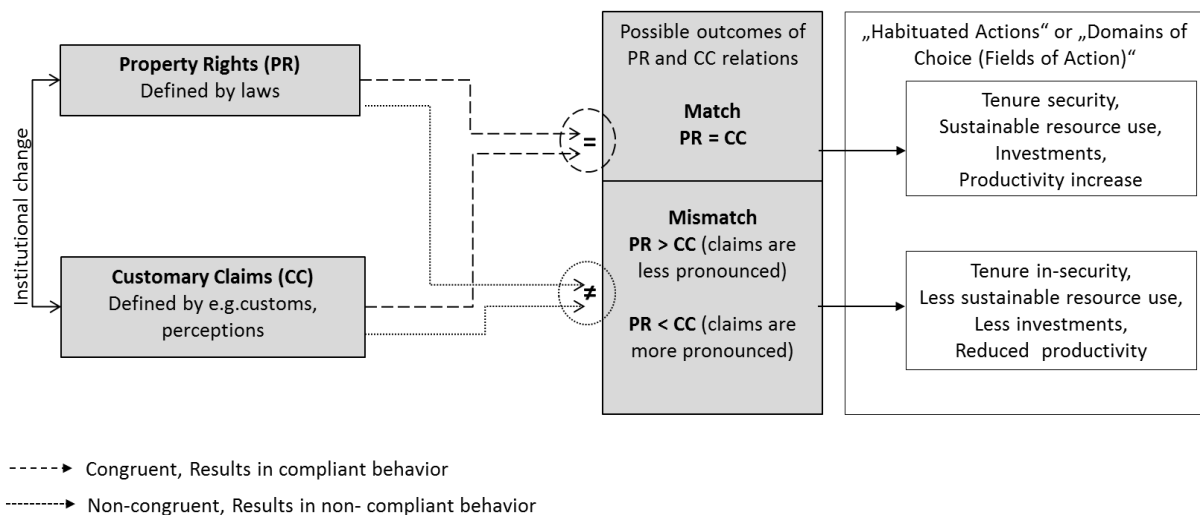 Institutional change
Property Rights (PR)
Defined by laws
Customary Claims (CC)
Defined by e.g.customs,
perceptions
=
≠
Possible outcomes of
PR and CC relations
Match
PR = CC
Mismatch
PR > CC (claims are
less pronounced)
PR < CC (claims are
more pronounced)
„Habituated Actions“ or „Domains of
Choice (Fields of Action)“
Tenure security,
Sustainable resource use,
Investments,
Productivity increase
Tenure in-security,
Less sustainable resource use,
Less investments,
Reduced productivity
Congruent, Results in compliant behavior
Non-congruent, Results in non- compliant behavior